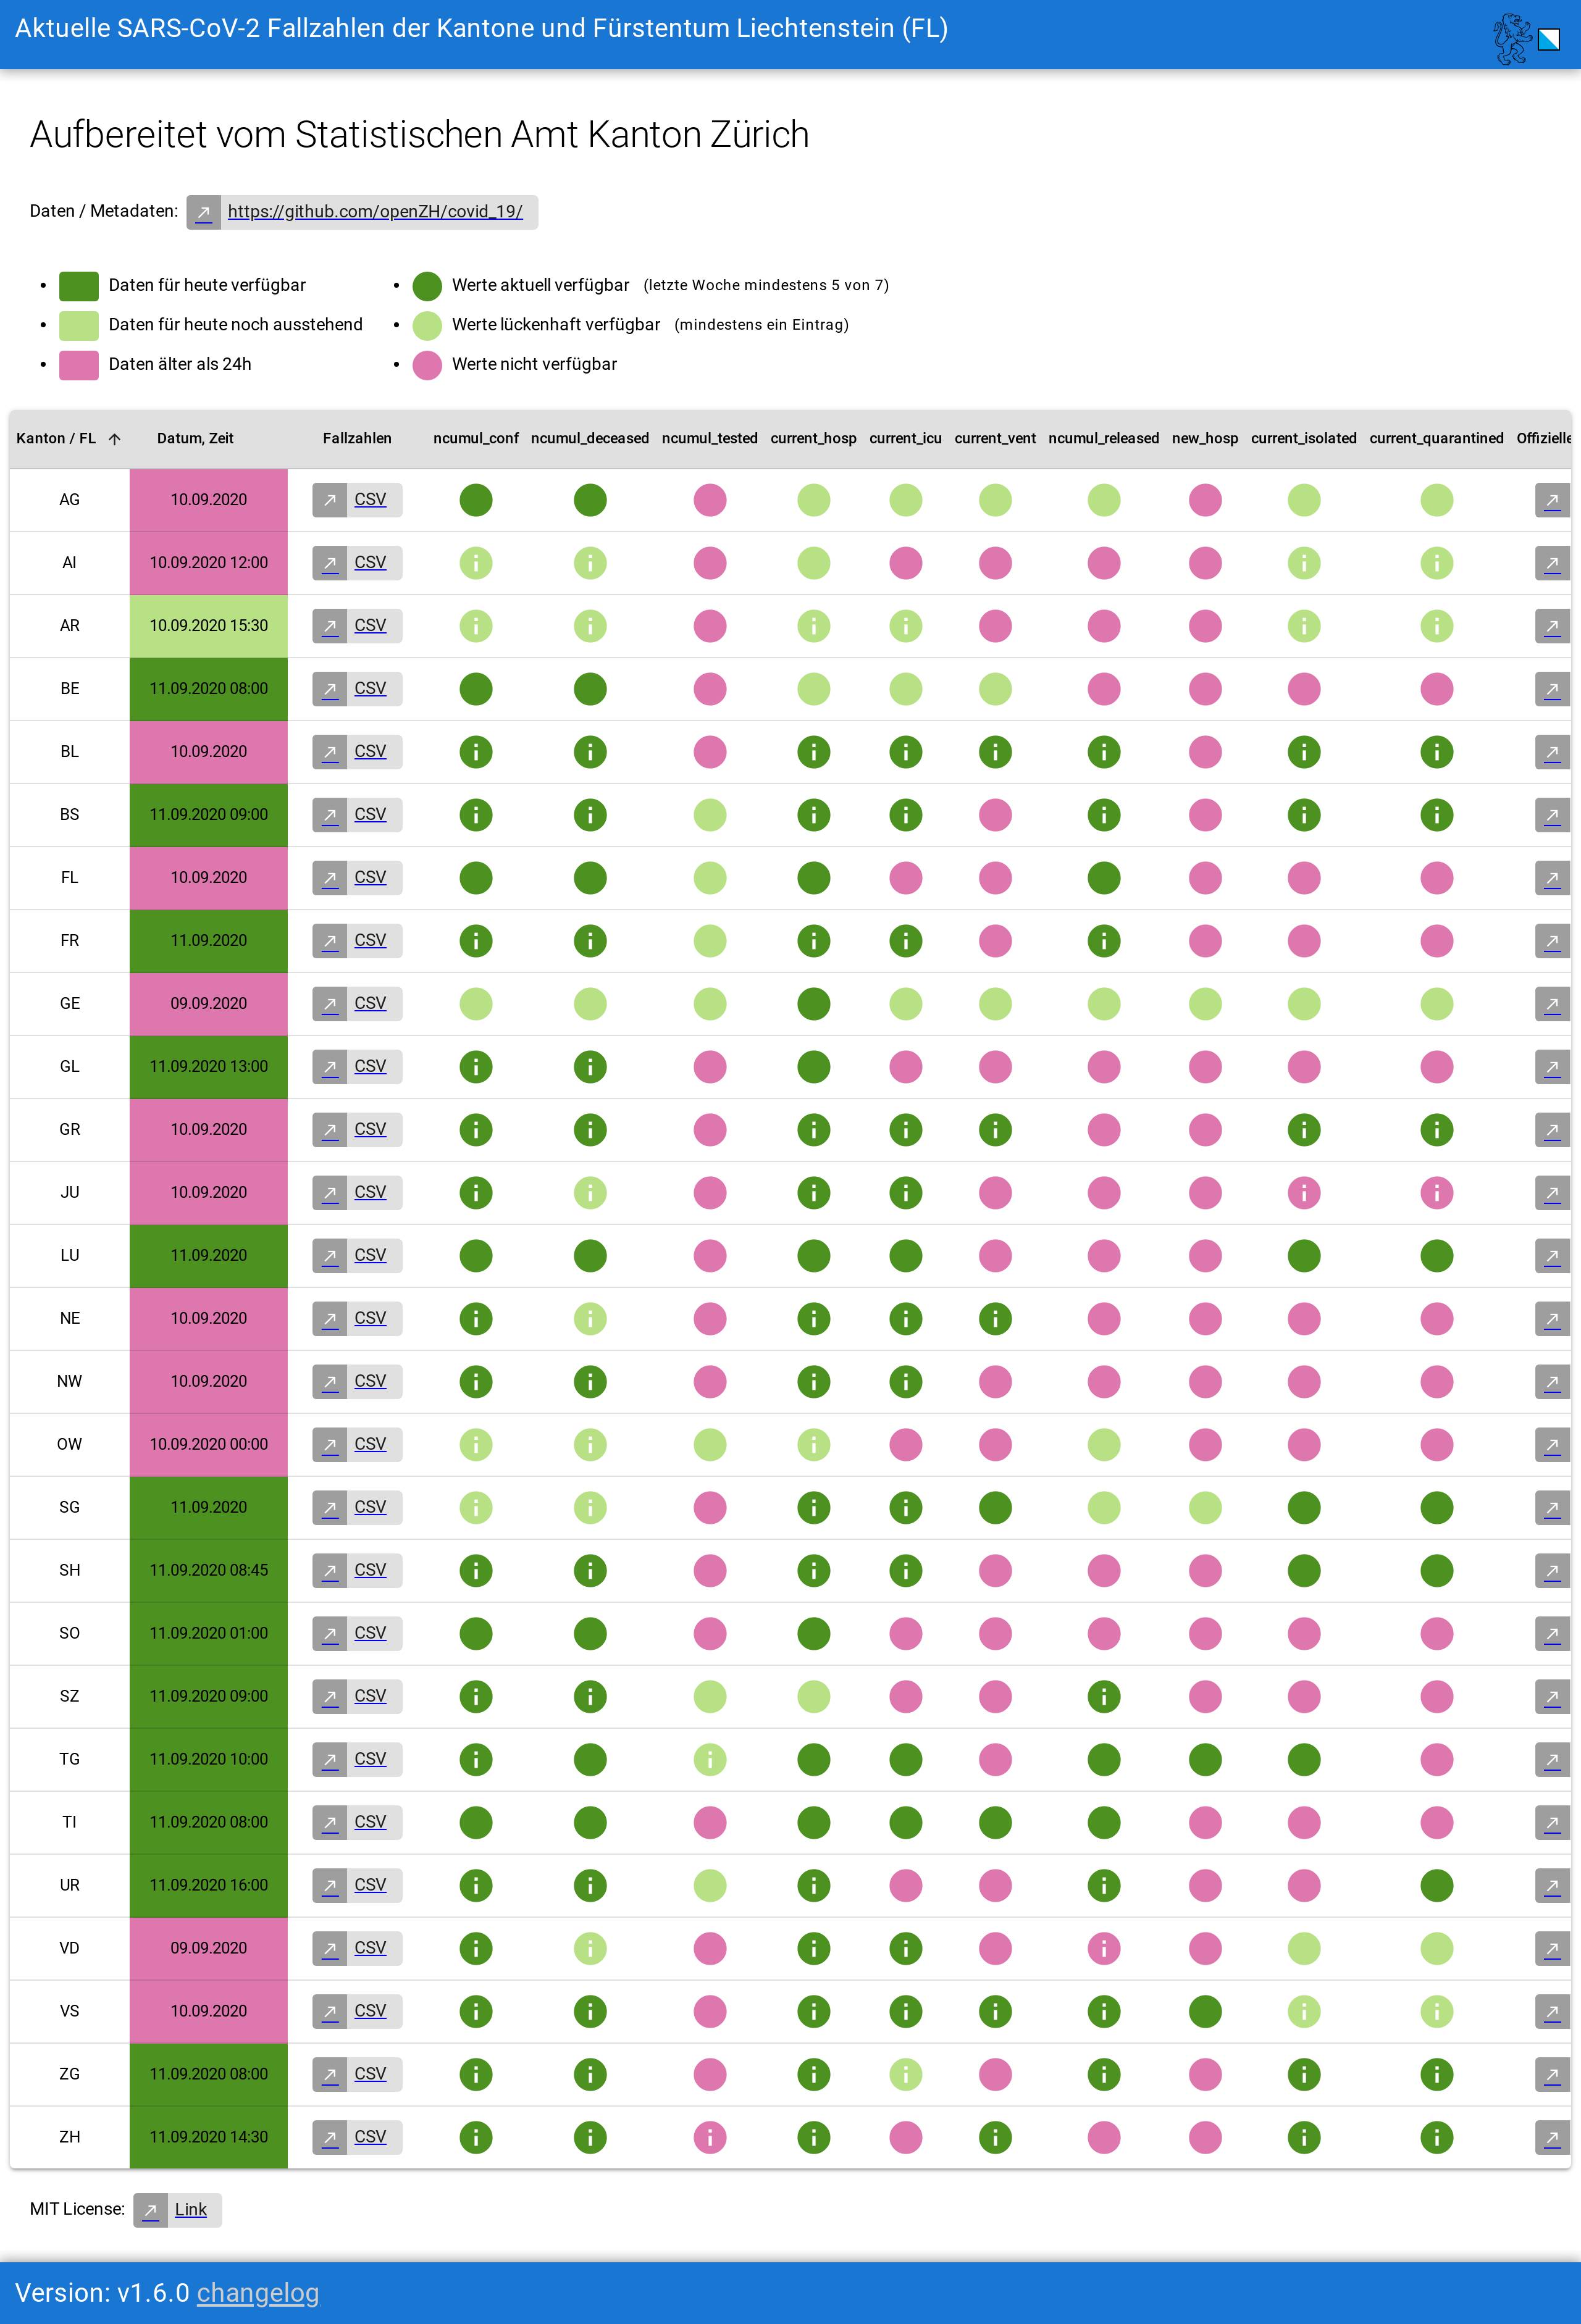 Aktuelle SARS-CoV-2 Fallzahlen der Kantone und Fürstentum Liechtenstein (FL)
Aufbereitet vom Statistischen Amt Kanton Zürich
Daten / Metadaten: https://github.com/openZH/covid_19/
Daten für heute verfügbar
Daten für heute noch ausstehend
Daten älter als 24h
Werte aktuell verfügbar (letzte Woche mindestens 5 von 7)
Werte lückenhaft verfügbar (mindestens ein Eintrag)
Werte nicht verfügbar
Kanton / FL Datum, Zeit Fallzahlen ncumul_conf ncumul_deceased ncumul_tested current_hosp current_icu current_vent ncumul_released new_hosp current_isolated current_quarantined Offizielle
AG 10.09.2020 CSV
AI 10.09.2020 12:00 CSV
AR 10.09.2020 15:30 CSV
BE 11.09.2020 08:00 CSV
BL 10.09.2020 CSV
BS 11.09.2020 09:00 CSV
FL 10.09.2020 CSV
FR 11.09.2020 CSV
GE 09.09.2020 CSV
GL 11.09.2020 13:00 CSV
GR 10.09.2020 CSV
JU 10.09.2020 CSV
LU 11.09.2020 CSV
NE 10.09.2020 CSV
NW 10.09.2020 CSV
OW 10.09.2020 00:00 CSV
SG 11.09.2020 CSV
SH 11.09.2020 08:45 CSV
SO 11.09.2020 01:00 CSV
SZ 11.09.2020 09:00 CSV
TG 11.09.2020 10:00 CSV
TI 11.09.2020 08:00 CSV
UR 11.09.2020 16:00 CSV
VD 09.09.2020 CSV
VS 10.09.2020 CSV
ZG 11.09.2020 08:00 CSV
ZH 11.09.2020 14:30 CSV
MIT License: Link
Version: v1.6.0 changelog